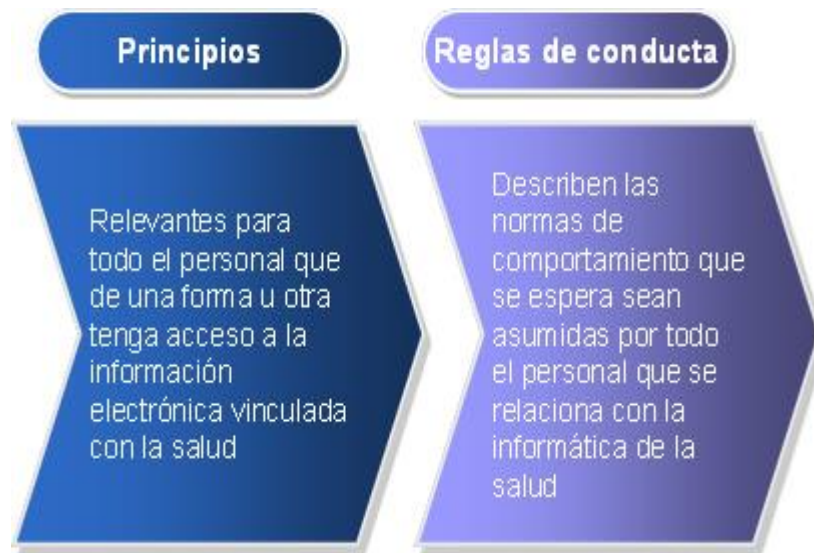 Principios
Relevantes para
todo el personal que
de una forma u otra
tenga acceso a la
información
electrónica vinculada
con la salud
Reglas de conducta
Describen las
normas de
comportamiento que
se espera sean
asumidas por todo
el personal que se
relaciona con la
informática de la
salud